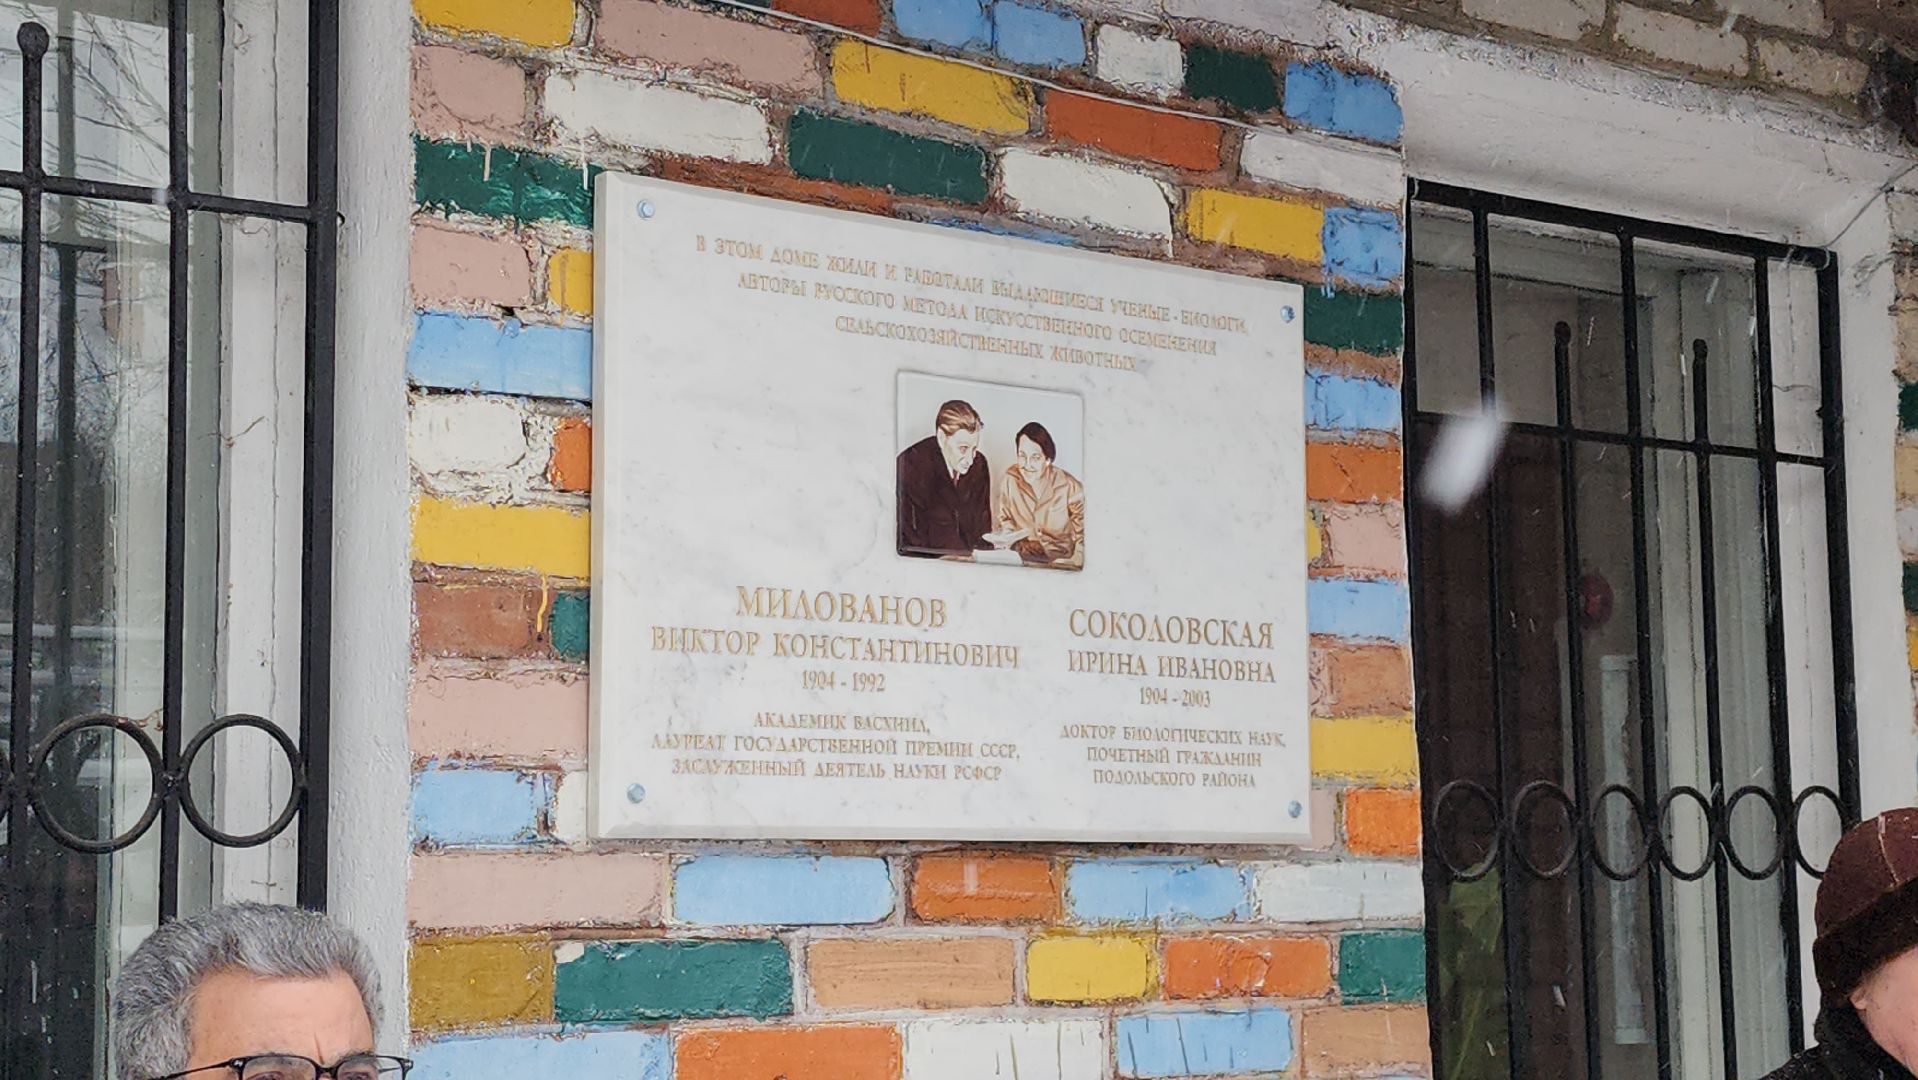 В ЭТОМ ДОМЕ ЖИЛИ И РАБОТАЛИ ВЫДАЮЩИЕСЯ УЧЕНЫЕ - БИОЛОГИ,
АВТОРЫ РУССКОГО МЕТОДА ИСКУССТВЕННОГО ОСЕМЕНЕНИЯ
СЕЛЬСКОХОЗЯЙСТВЕННЫХ ЖИВОТНЫХ
МИЛОВАНОВ
ВИКТОР КОНСТАНТИНОВИЧ
1904 - 1992
АКАДЕМИК ВАСХНИЛ,
ЛАУРЕАТ ГОСУДАРСТВЕННОЙ ПРЕМИИ СССР,
ЗАСЛУЖЕННЫЙ ДЕЯТЕЛЬ НАУКИ РСФСР
СОКОЛОВСКАЯ
ИРИНА ИВАНОВНА
1904 - 2003
ДОКТОР БИОЛОГИЧЕСКИХ НАУК,
ПОЧЕТНЫЙ ГРАЖДАНИН
ПОДОЛЬСКОГО РАЙОНА